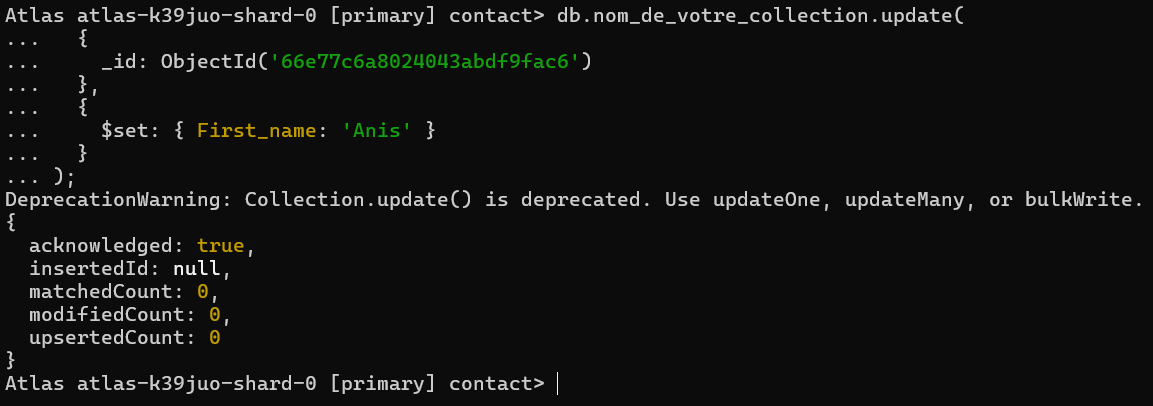 Atlas atlas-k39juo-shard-0 [primary] contact> db.nom_de_votre_collection.update(
...   {
...     _id: ObjectId('66e77c6a8024043abdf9fac6')
...   },
...   {
...     $set: { First_name: 'Anis' }
...   }
... );
DeprecationWarning: Collection.update() is deprecated. Use updateOne, updateMany, or bulkWrite.
{
  acknowledged: true,
  insertedId: null,
  matchedCount: 0,
  modifiedCount: 0,
  upsertedCount: 0
}
Atlas atlas-k39juo-shard-0 [primary] contact>